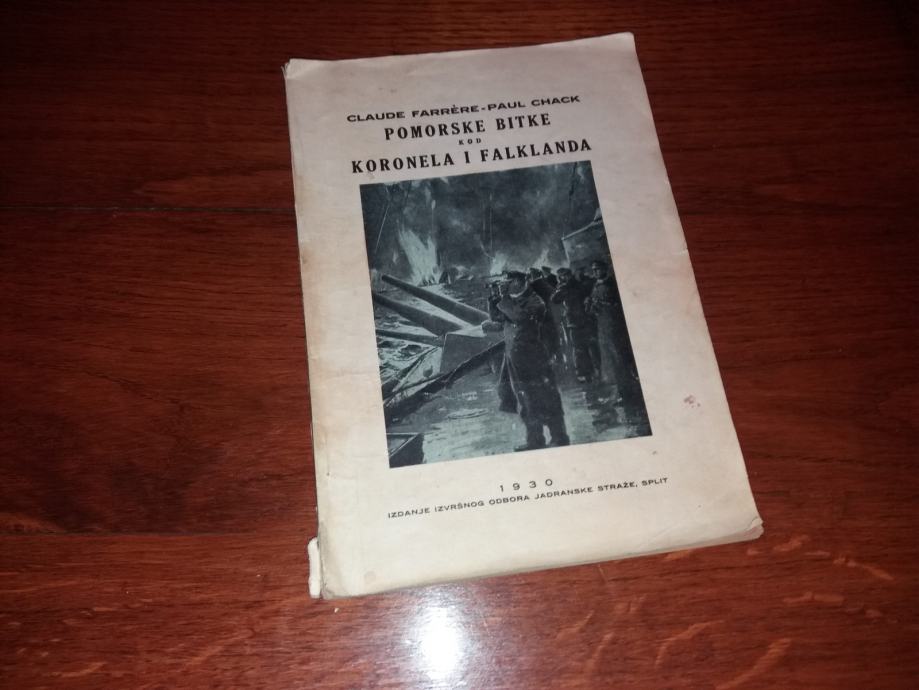 CLAUDE FARRÈRE-PAUL CHACK
POMORSKE BITKE
KOD
KORONELA I FALKLANDA
1930
IZDANJE IZVRŠNOG ODBORA JADRANSKE STRAŽE, SPLIT